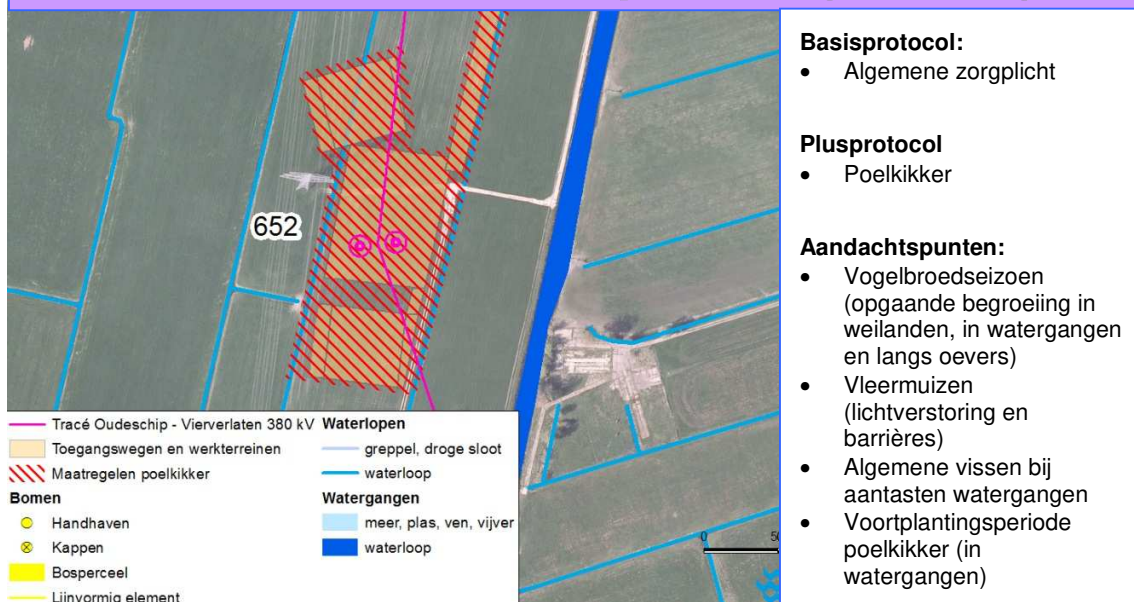 652
Tracé Oudeschip - Vierverlaten 380 kV
Toegangswegen en werkterreinen
Maatregelen poelkikker
Bomen
Handhaven
Kappen
Bosperceel
Lijnvormig element
Waterlopen
greppel, droge sloot
waterloop
Watergangen
meer, plas, ven, vijver
waterloop
0
Basisprotocol:
• Algemene zorgplicht
Plusprotocol
• Poelkikker
Aandachtspunten:
• Vogelbroedseizoen
(opgaande begroeiing in
weilanden, in watergangen
en langs oevers)
• Vleermuizen
(lichtverstoring en
barrières)
• Algemene vissen bij
aantasten watergangen
• Voortplantingsperiode
poelkikker (in
watergangen)